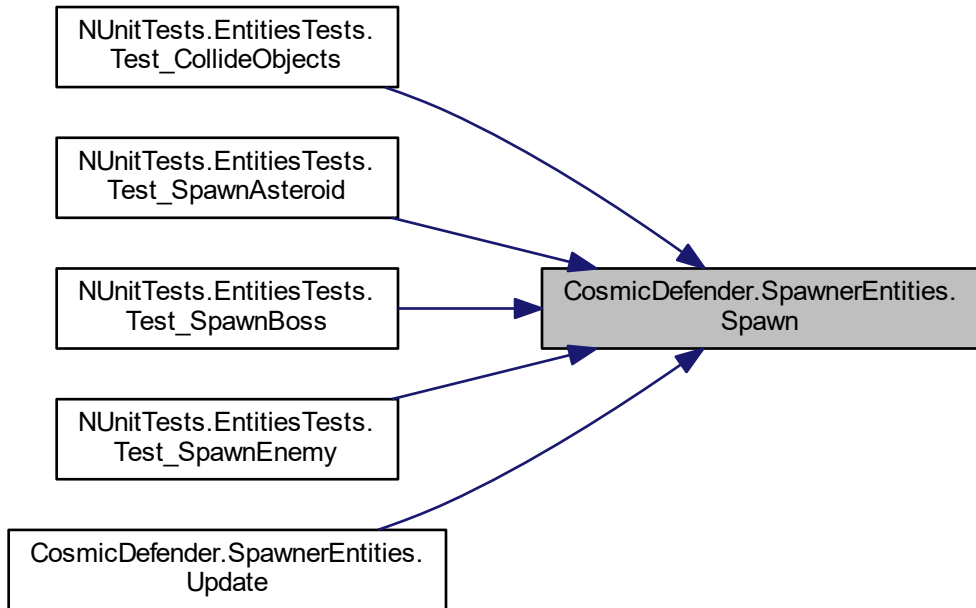 NUnitTests.EntitiesTests.
Test_CollideObjects
NUnitTests.EntitiesTests.
Test_SpawnAsteroid
NUnitTests.EntitiesTests.
Test_SpawnBoss
NUnitTests.EntitiesTests.
Test_SpawnEnemy
CosmicDefender.SpawnerEntities.
Update
CosmicDefender.SpawnerEntities.
Spawn